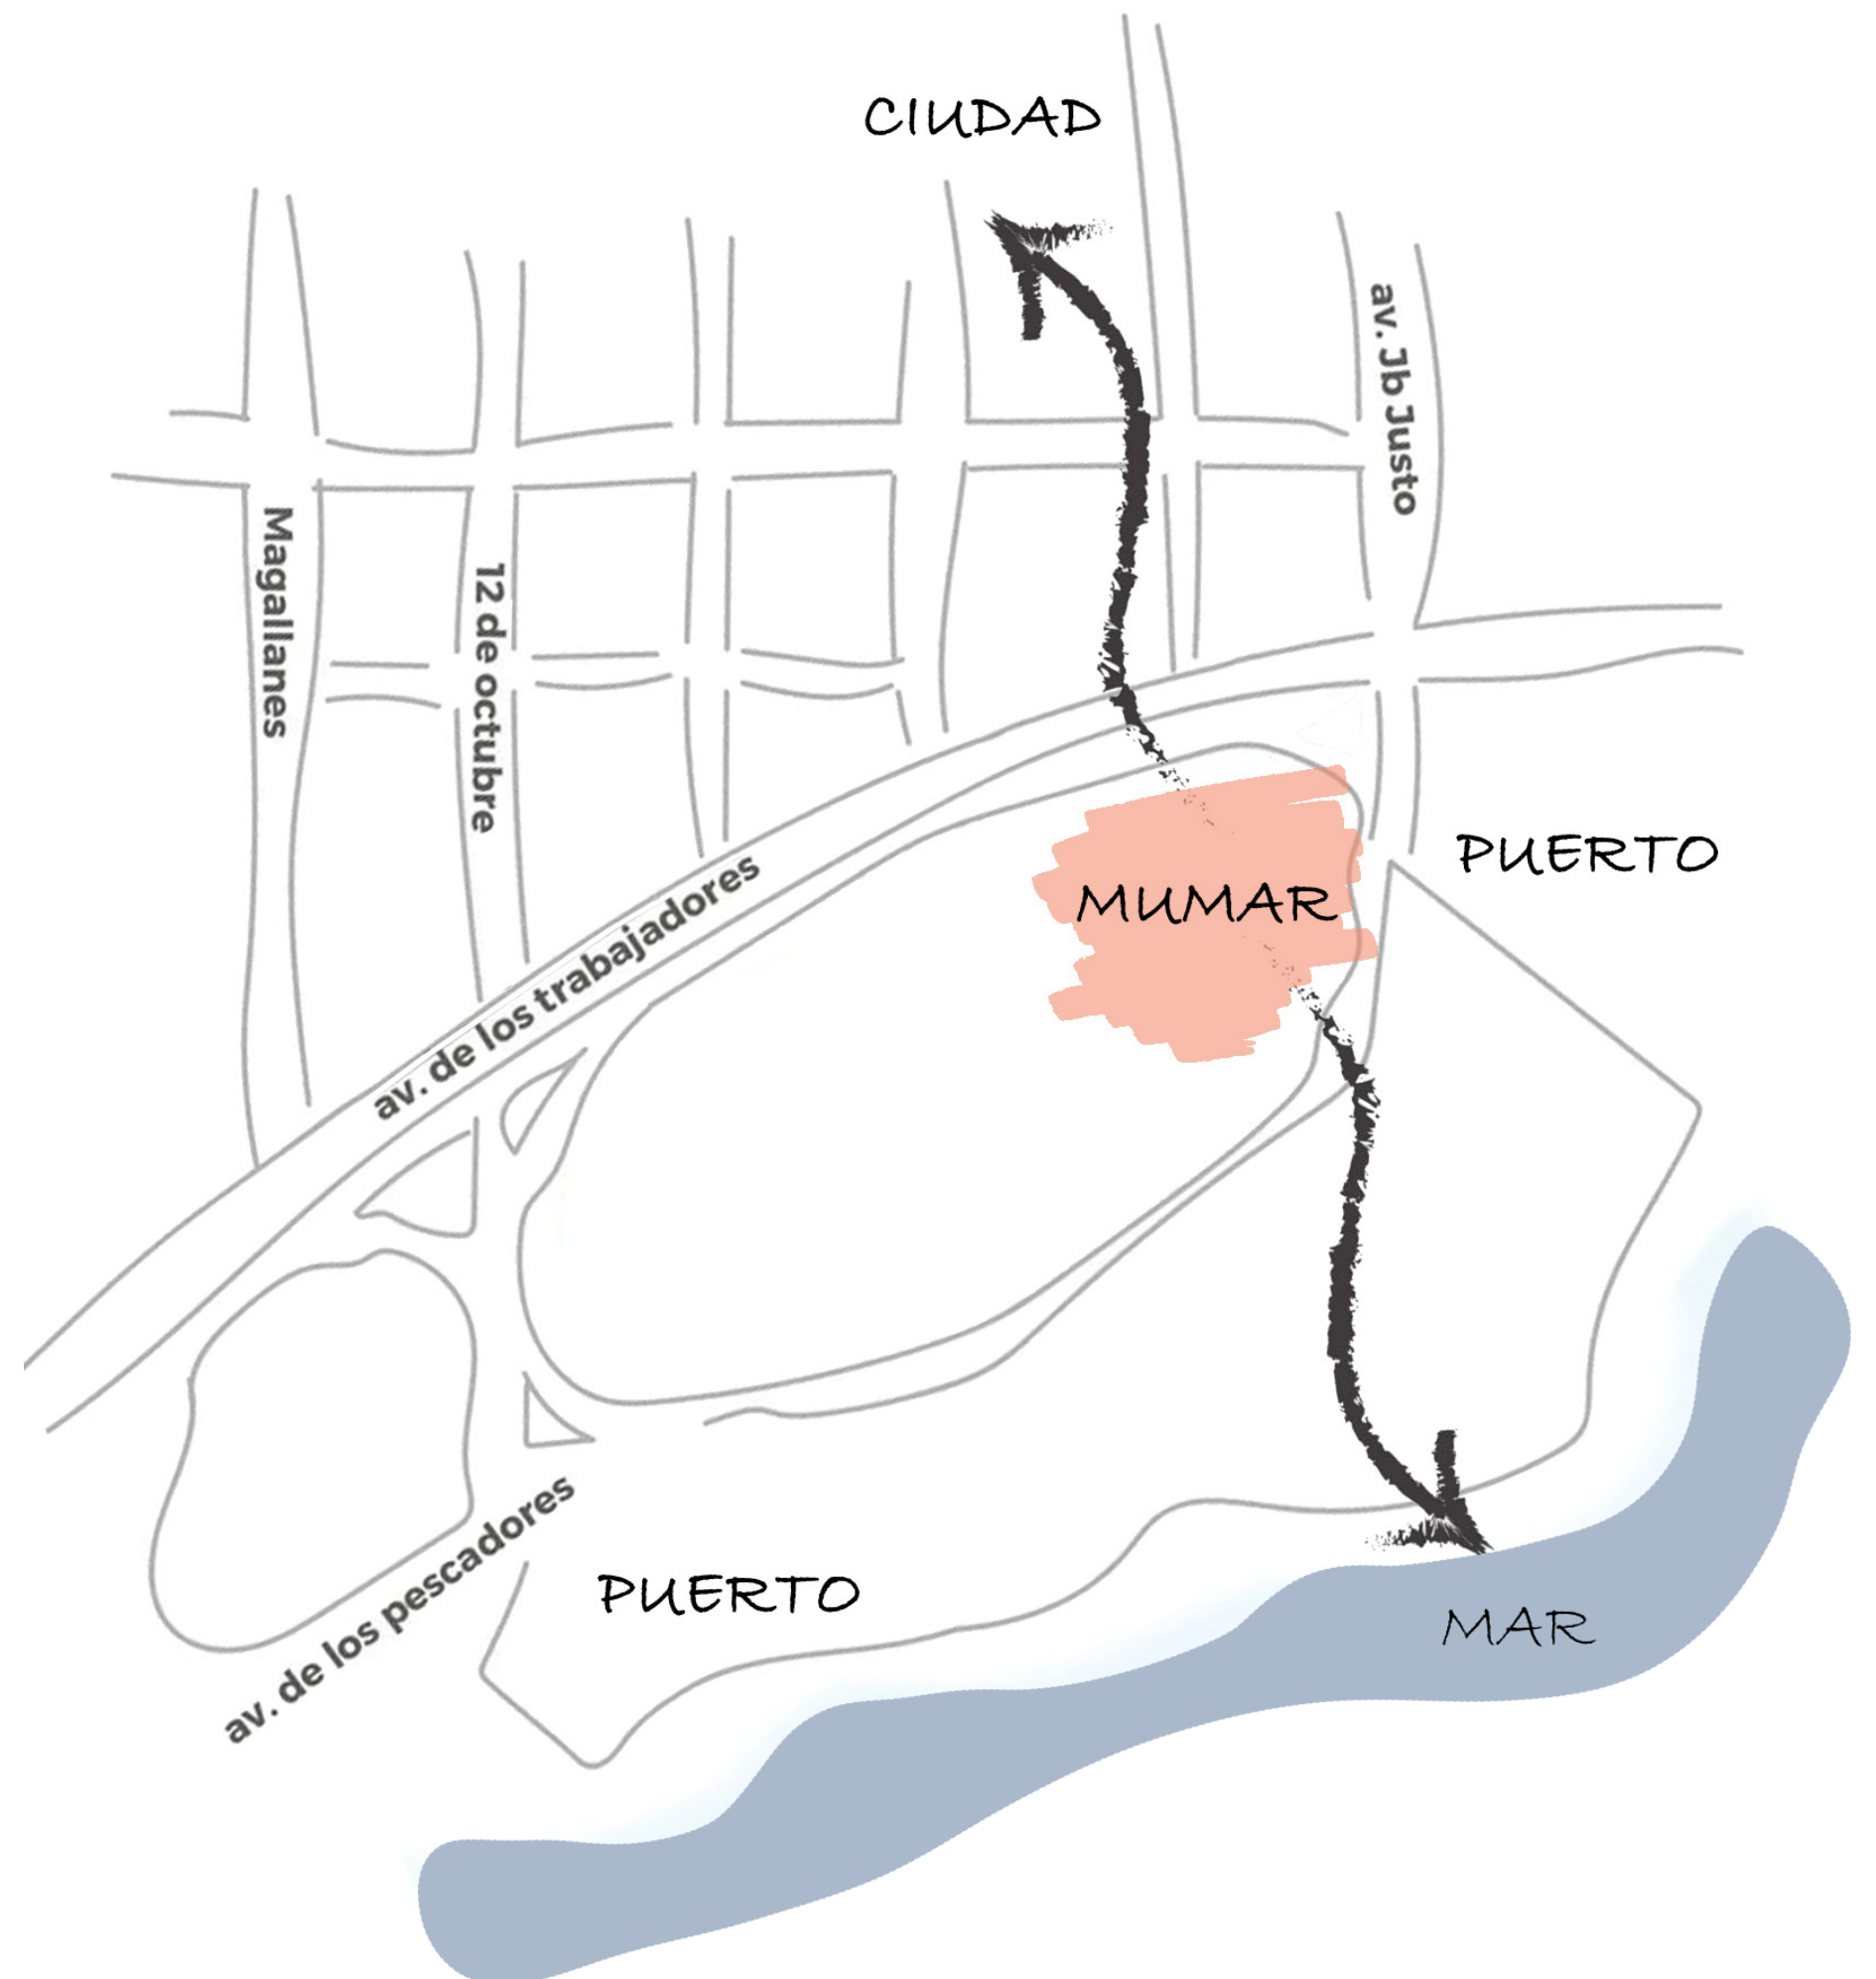 CIUDAD
av. Jb Justo
Magallanes
12 de octubre
PUERTO
MUMAR
av. de los trabajadores
av. de los pescadores
PUERTO
MAR